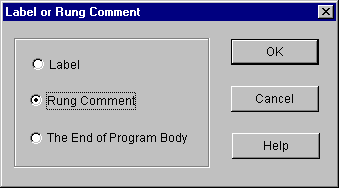 Label or Rung Comment
Label
Rung Comment
The End of Program Body
OK
Cancel
Help